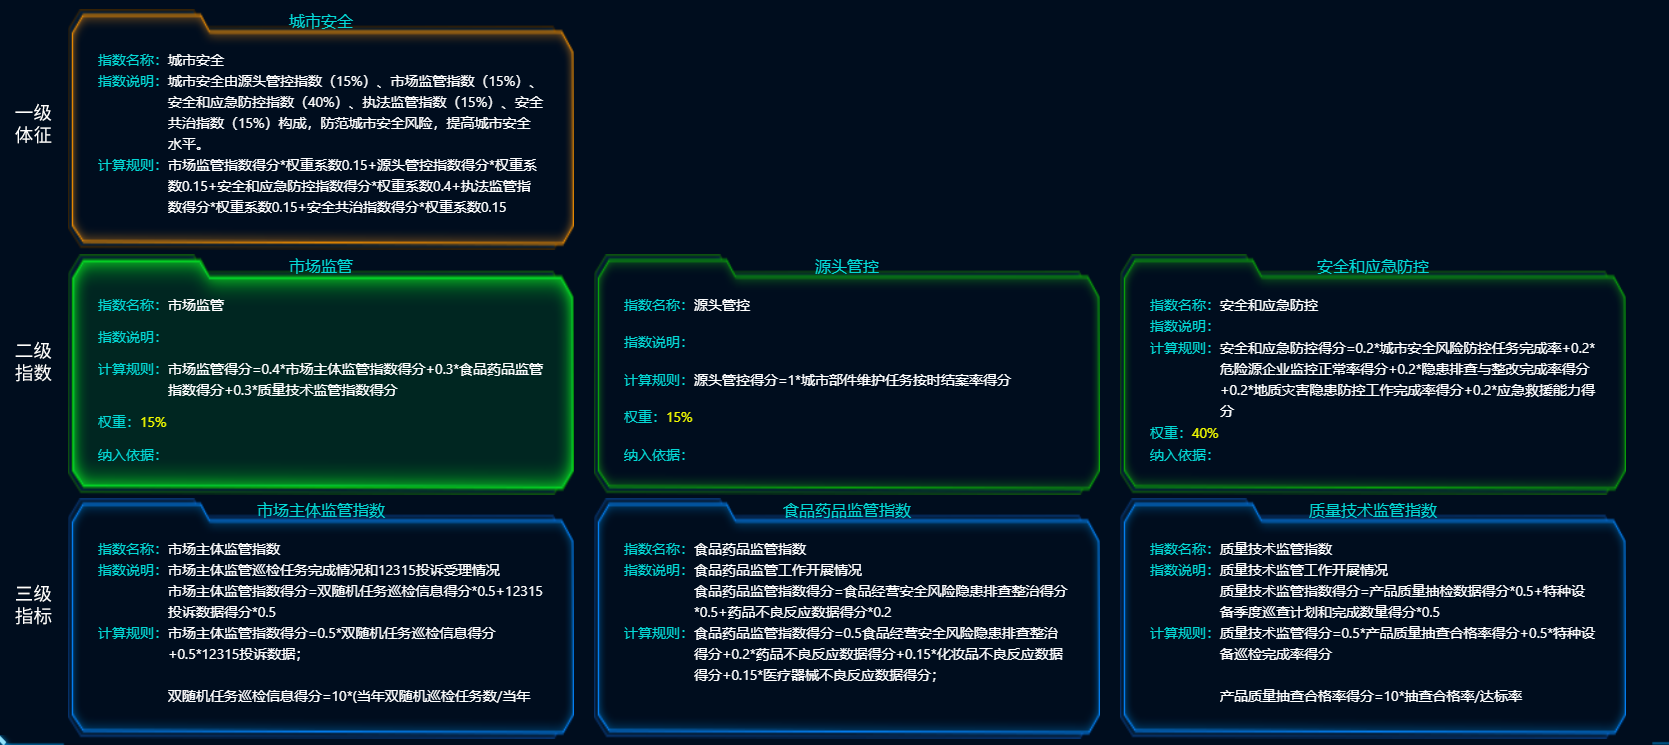 一级
体征
城市安全
指数名称：城市安全
指数说明：城市安全由源头管控指数（15%）、市场监管指数（15%）、
安全和应急防控指数（40%）、执法监管指数（15%）、安全
共治指数（15%）构成，防范城市安全风险，提高城市安全
水平。
计算规则：市场监管指数得分*权重系数0.15+源头管控指数得分*权重系
数0.15+安全和应急防控指数得分*权重系数0.4+执法监管指
数得分*权重系数0.15+安全共治指数得分*权重系数0.15
二级
指数
市场监管
指数名称：市场监管
指数说明：
计算规则：市场监管得分=0.4*市场主体监管指数得分+0.3*食品药品监管
指数得分+0.3*质量技术监管指数得分
权重：15%
纳入依据：
源头管控
指数名称：源头管控
指数说明：
计算规则：源头管控得分=1*城市部件维护任务按时结案率得分
权重：15%
纳入依据：
安全和应急防控
指数名称：安全和应急防控
指数说明：
计算规则：安全和应急防控得分=0.2*城市安全风险防控任务完成率+0.2*
危险源企业监控正常率得分+0.2*隐患排查与整改完成率得分
+0.2*地质灾害隐患防控工作完成率得分+0.2*应急救援能力得
分
权重：40%
纳入依据：
三级
指标
市场主体监管指数
指数名称：市场主体监管指数
指数说明：市场主体监管巡检任务完成情况和12315投诉受理情况
市场主体监管指数得分=双随机任务巡检信息得分*0.5+12315
投诉数据得分*0.5
计算规则：市场主体监管指数得分=0.5*双随机任务巡检信息得分
+0.5*12315投诉数据；
双随机任务巡检信息得分=10*(当年双随机巡检任务数/当年
食品药品监管指数
指数名称：食品药品监管指数
指数说明：食品药品监管工作开展情况
食品药品监管指数得分=食品经营安全风险隐患排查整治得分
*0.5+药品不良反应数据得分*0.2
计算规则：食品药品监管指数得分=0.5食品经营安全风险隐患排查整治
得分+0.2*药品不良反应数据得分+0.15*化妆品不良反应数据
得分+0.15*医疗器械不良反应数据得分；
质量技术监管指数
指数名称：质量技术监管指数
指数说明：质量技术监管工作开展情况
质量技术监管指数得分=产品质量抽检数据得分*0.5+特种设
备季度巡查计划和完成数量得分*0.5
计算规则：质量技术监管得分=0.5*产品质量抽查合格率得分+0.5*特种设
备巡检完成率得分
产品质量抽查合格率得分=10*抽查合格率/达标率